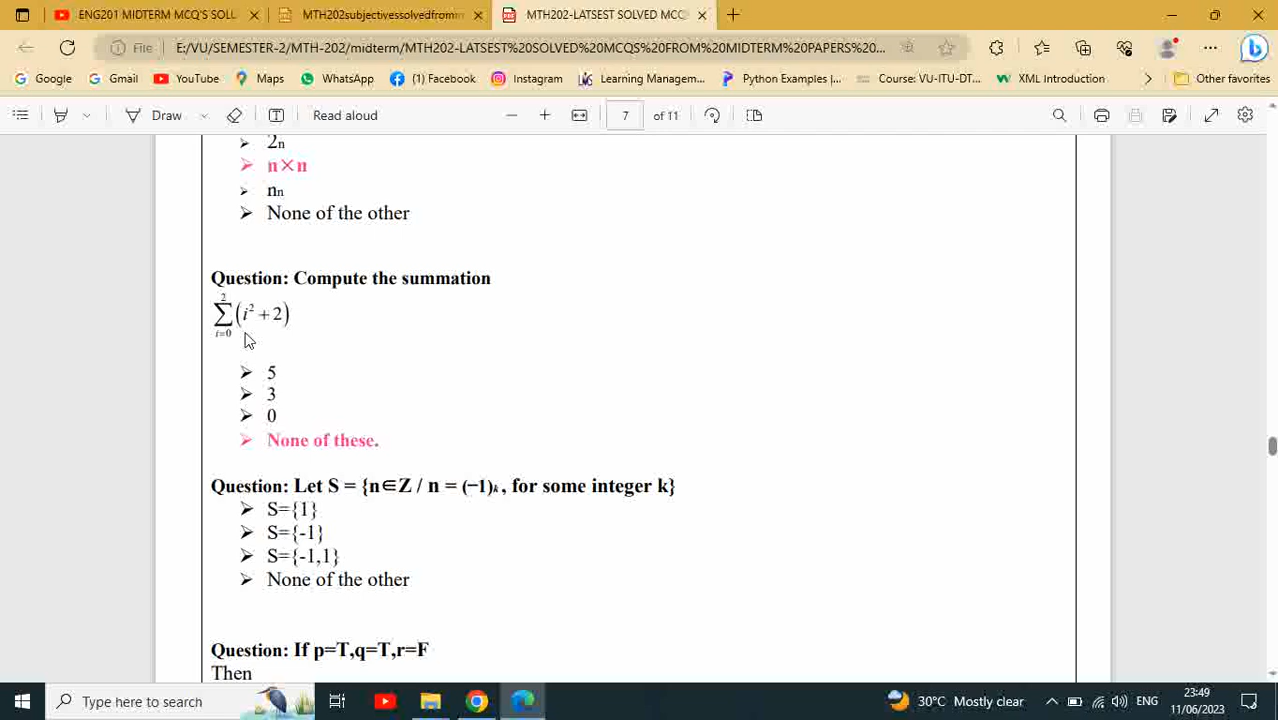 ENG201 MIDTERM MCQ'S SOLU
MTH202subjectivessolvedfrom
MTH202-LATSEST SOLVED MCQ
File
E:/VU/SEMESTER-2/MTH-202/midterm/MTH202-LATSEST%20SOLVED%20MCQS%20FROM%20MIDTERM%20PAPERS%20...
Google
Gmail
YouTube
Maps
WhatsApp
(1) Facebook
Instagram
Learning Managem...
Python Examples |...
Course: VU-ITU-DT...
XML Introduction
Other favorites
Draw
Read aloud
7 of 11
➤ 2n
➤ n×n
➤ nn
➤ None of the other
Question: Compute the summation
2
∑ (i² + 2)
i=0
➤ 5
➤ 3
➤ 0
➤ None of these.
Question: Let S = {n∈Z / n = (−1)k, for some integer k}
➤ S={1}
➤ S={-1}
➤ S={-1,1}
➤ None of the other
Question: If p=T,q=T,r=F
Then
Type here to search
30°C Mostly clear
ENG
23:49
11/06/2023